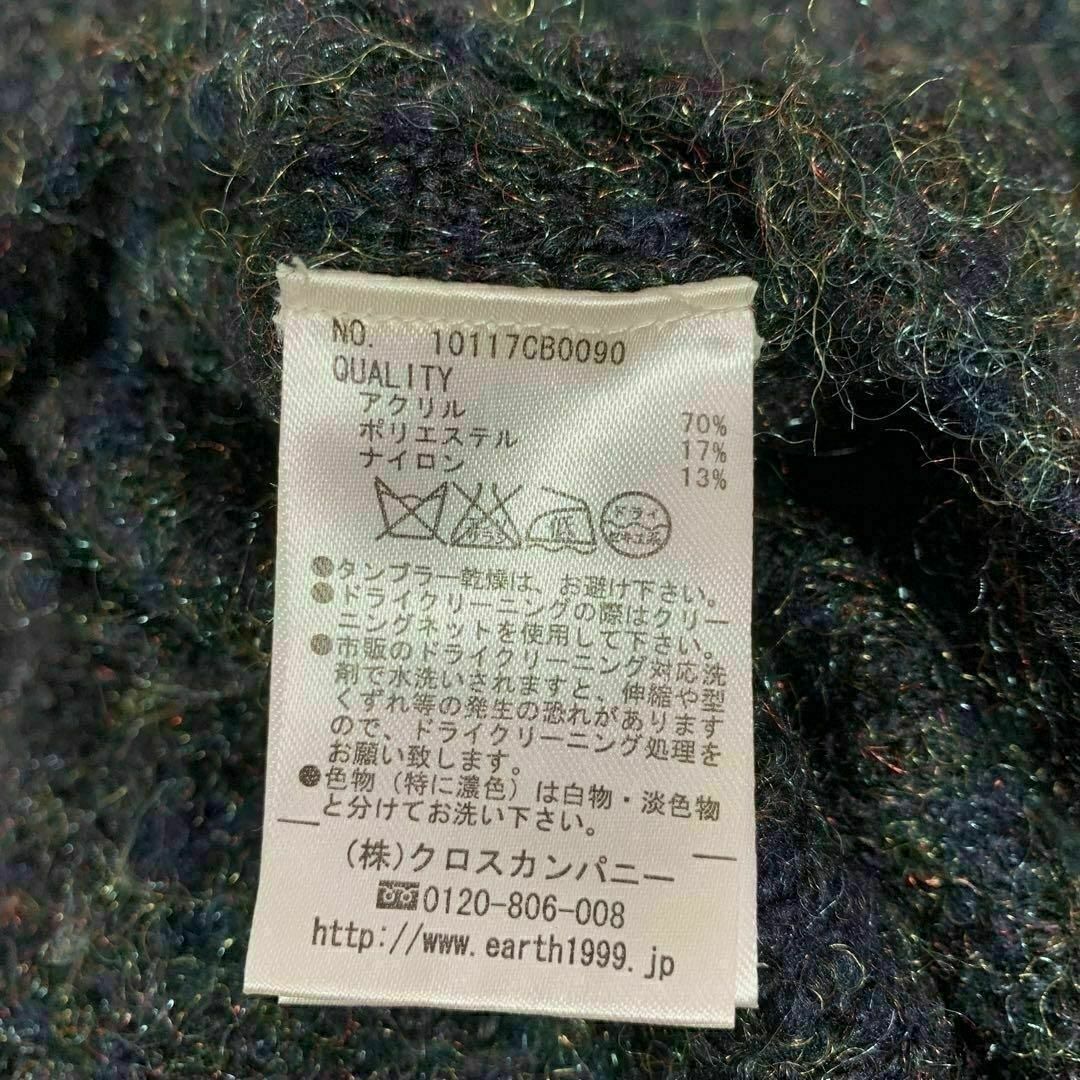 NO. 10117CB0090
QUALITY
アクリル 70%
ポリエステル 17%
ナイロン 13%
ドライ
セキユ系
●タンブラー乾燥は、お避け下さい。
●ドライクリーニングの際はクリー
ニングネットを使用して下さい。
●市販のドライクリーニング対応洗
剤で水洗いされますと、伸縮や型
くずれ等の発生の恐れがあります
ので、ドライクリーニング処理を
お願い致します。
●色物（特に濃色）は白物・淡色物
と分けてお洗い下さい。
(株)クロスカンパニー
0120-806-008
http://www.earth1999.jp